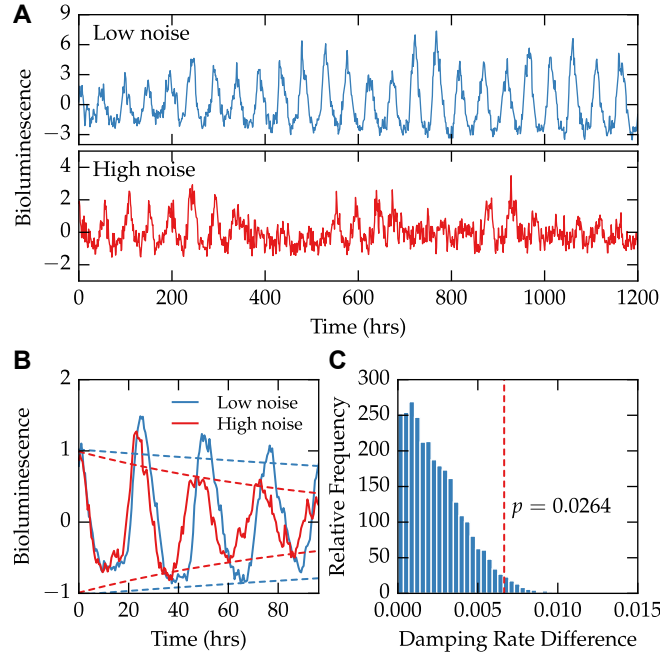 A
Low noise
9
6
3
0
−3
Bioluminescence
High noise
4
2
0
−2
0 200 400 600 800 1000 1200
Time (hrs)
B
2
1
0
−1
Bioluminescence
Low noise
High noise
0 20 40 60 80
Time (hrs)
C
300
250
200
150
100
50
0
Relative Frequency
p = 0.0264
0.000 0.005 0.010 0.015
Damping Rate Difference